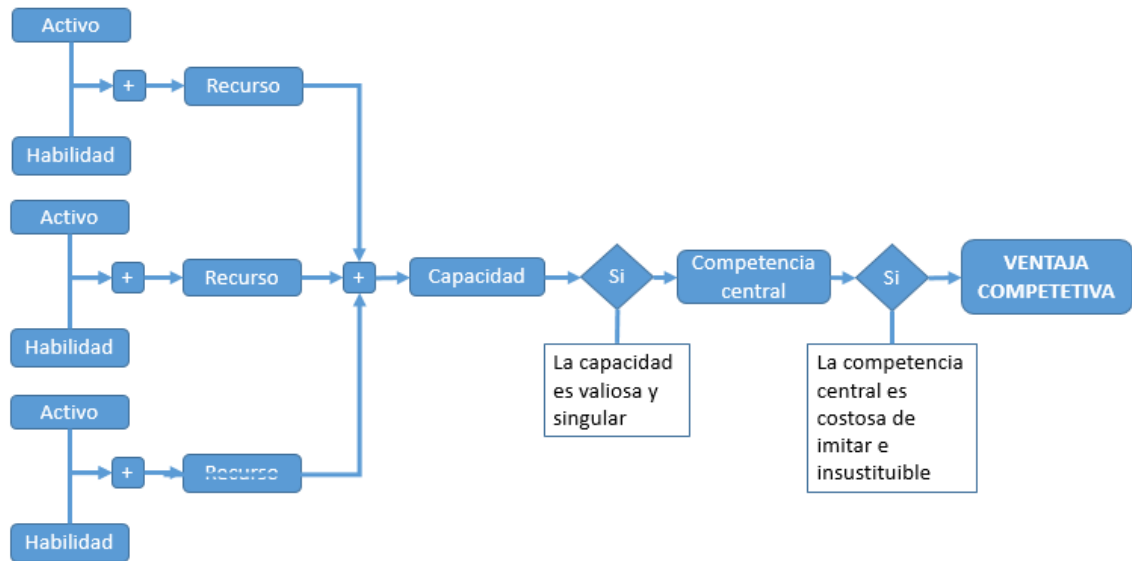 Activo
+
Recurso
Habilidad
Activo
+
Recurso
Habilidad
Activo
+
Recurso
Habilidad
+
Capacidad
Si
La capacidad
es valiosa y
singular
Competencia
central
Si
La competencia
central es
costosa de
imitar e
insustituible
VENTAJA
COMPETETIVA